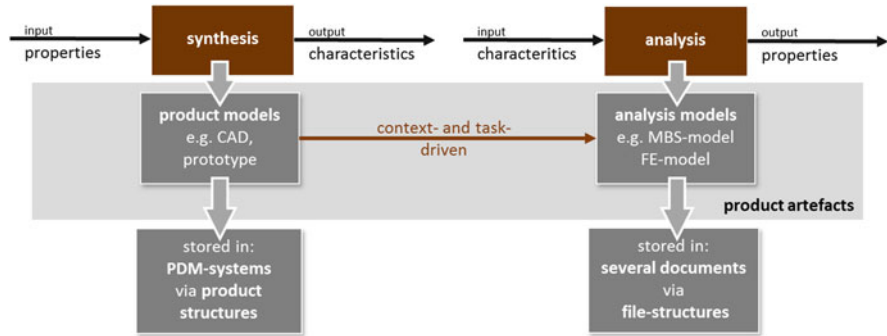 input
properties
synthesis
output
characteristics
input
characteritics
analysis
output
properties
product models
e.g. CAD,
prototype
context- and task-
driven
analysis models
e.g. MBS-model
FE-model
product artefacts
stored in:
PDM-systems
via product
structures
stored in:
several documents
via
file-structures